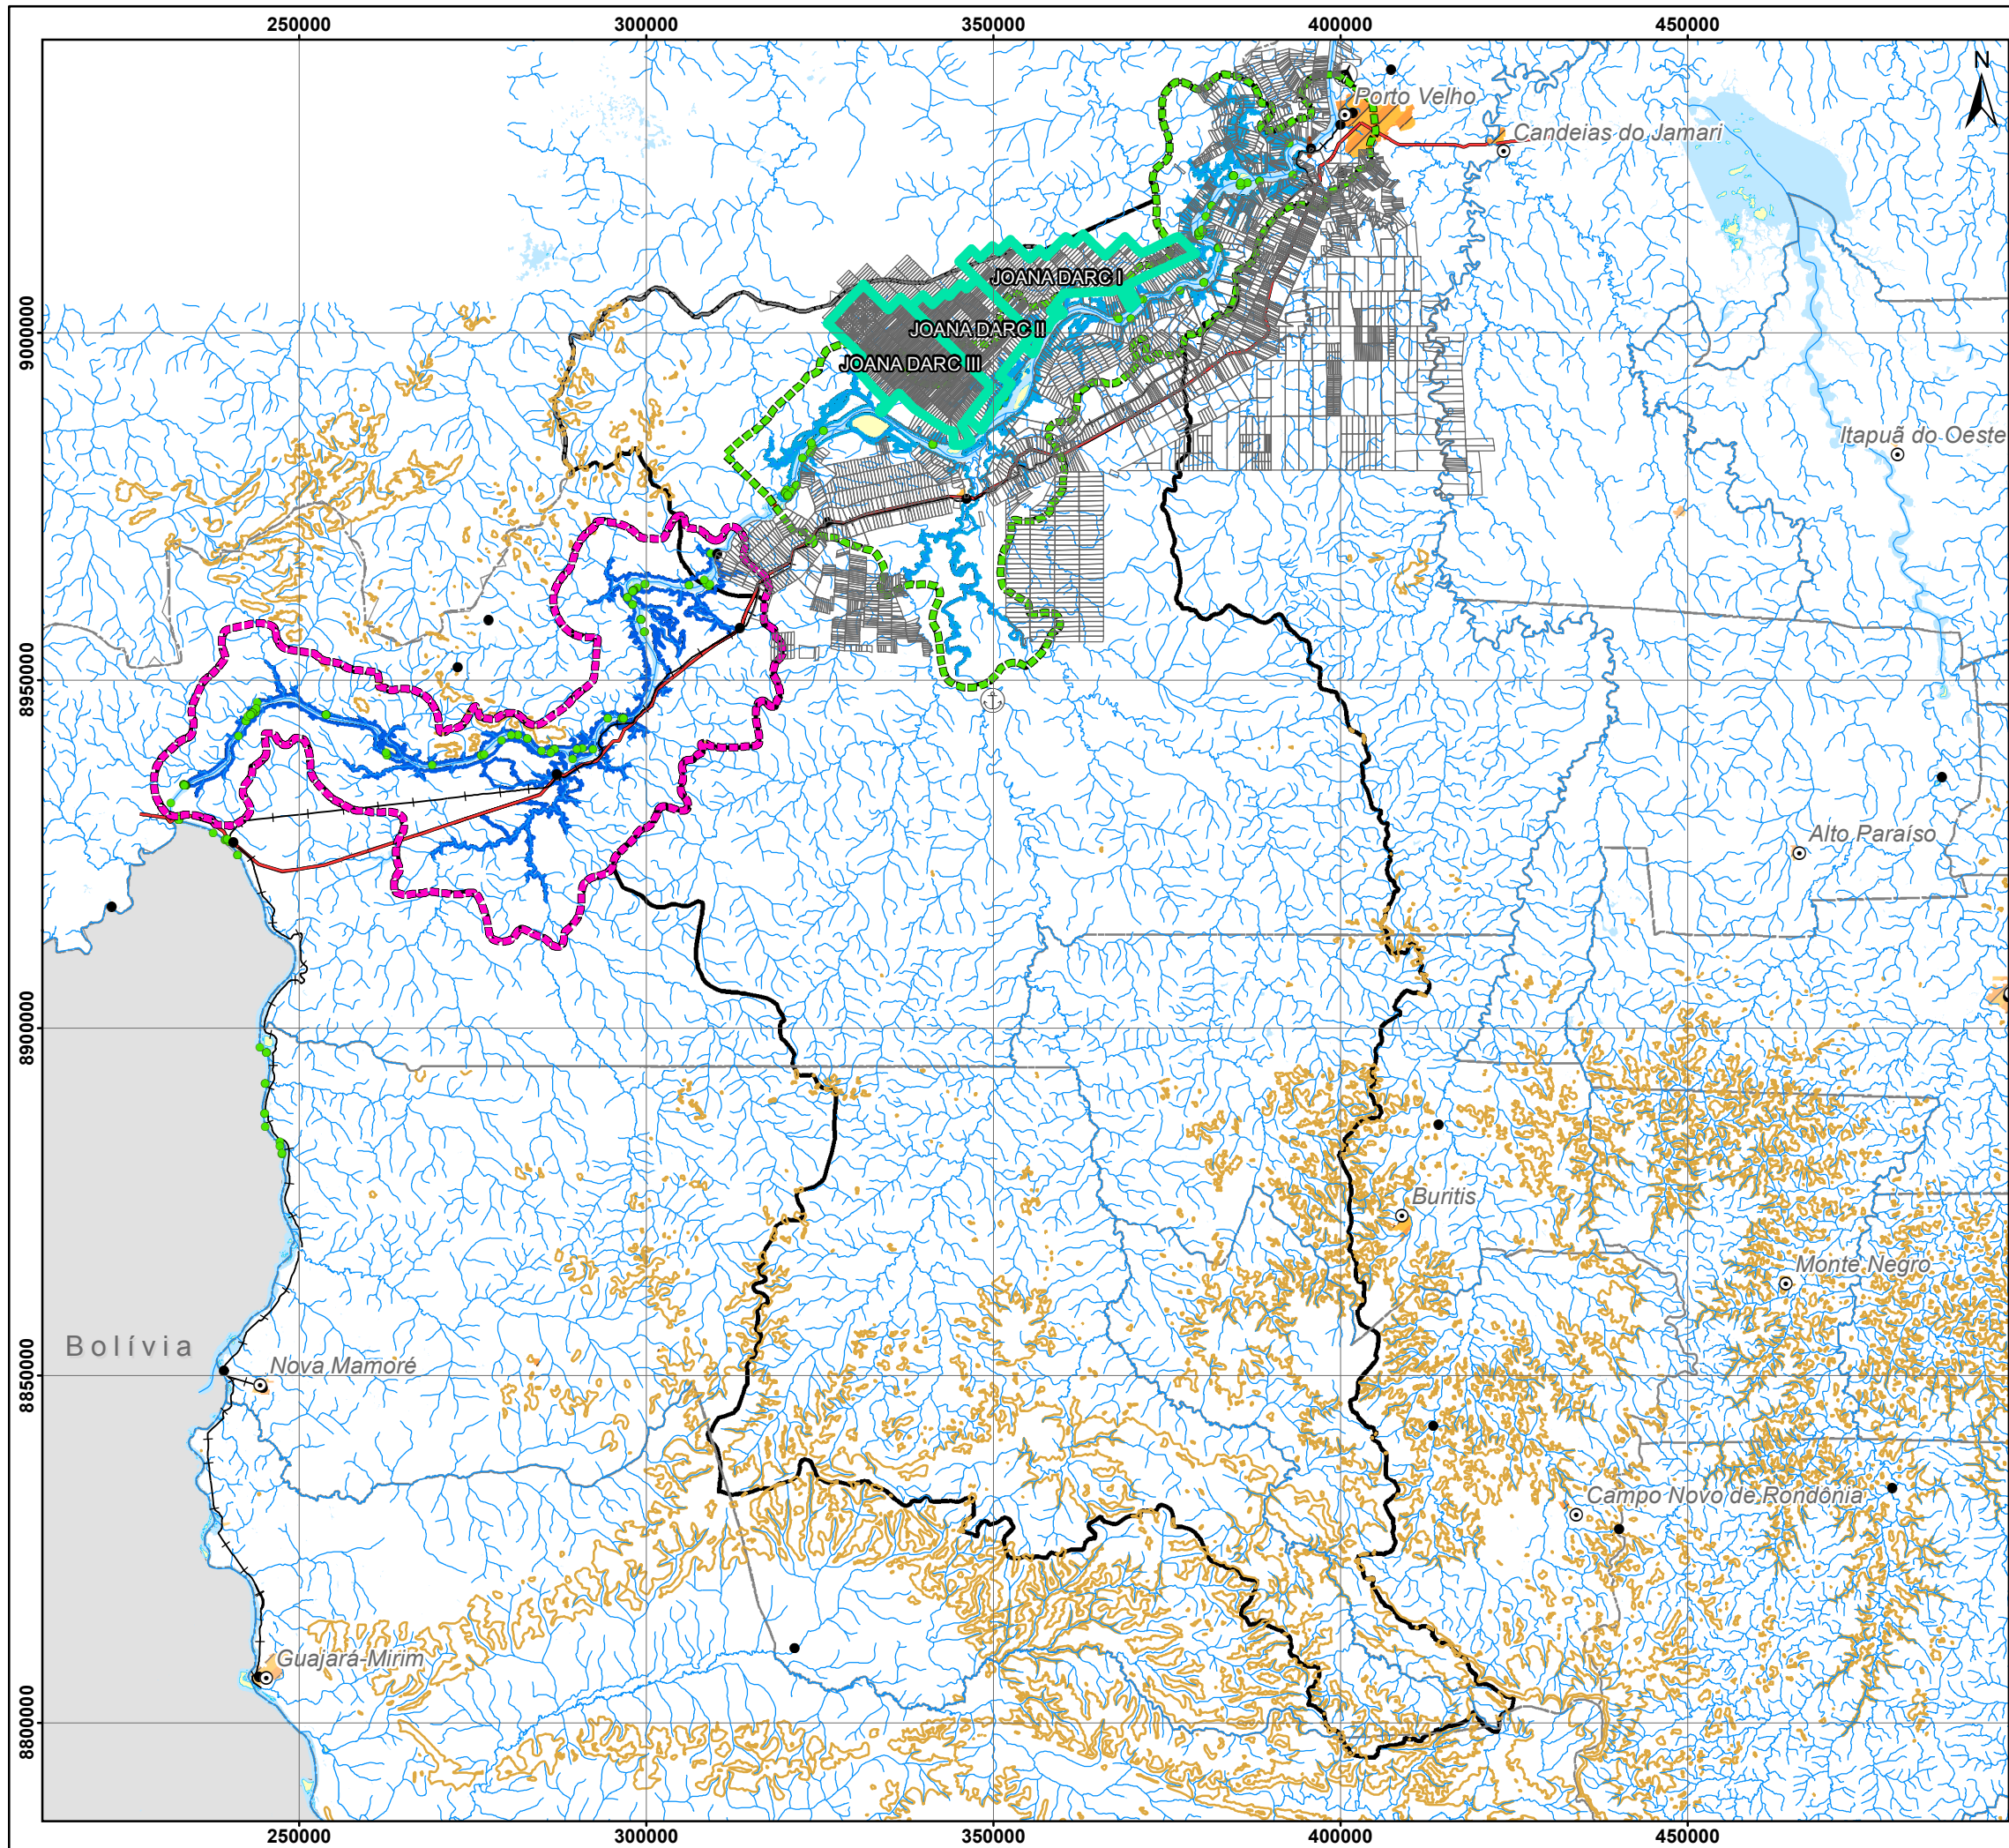 250000 300000 350000 400000 450000
N
Porto Velho
Candeias do Jamari
JOANA DARC I
9000000
JOANA DARC II
JOANA DARC III
Itapuã do Oeste
8950000
Alto Paraíso
8900000
Buritis
Monte Negro
Bolívia
Nova Mamoré
8850000
Campo Novo de Rondônia
Guajará-Mirim
8800000
250000 300000 350000 400000 450000